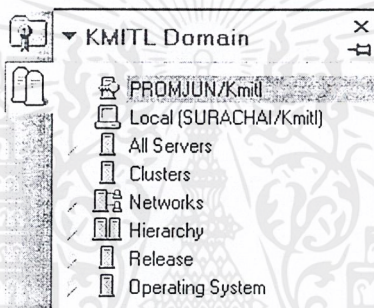 KMITL Domain
PROMJUN/Kmitl
Local (SURACHAI/Kmitl)
All Servers
Clusters
Networks
Hierarchy
Release
Operating System